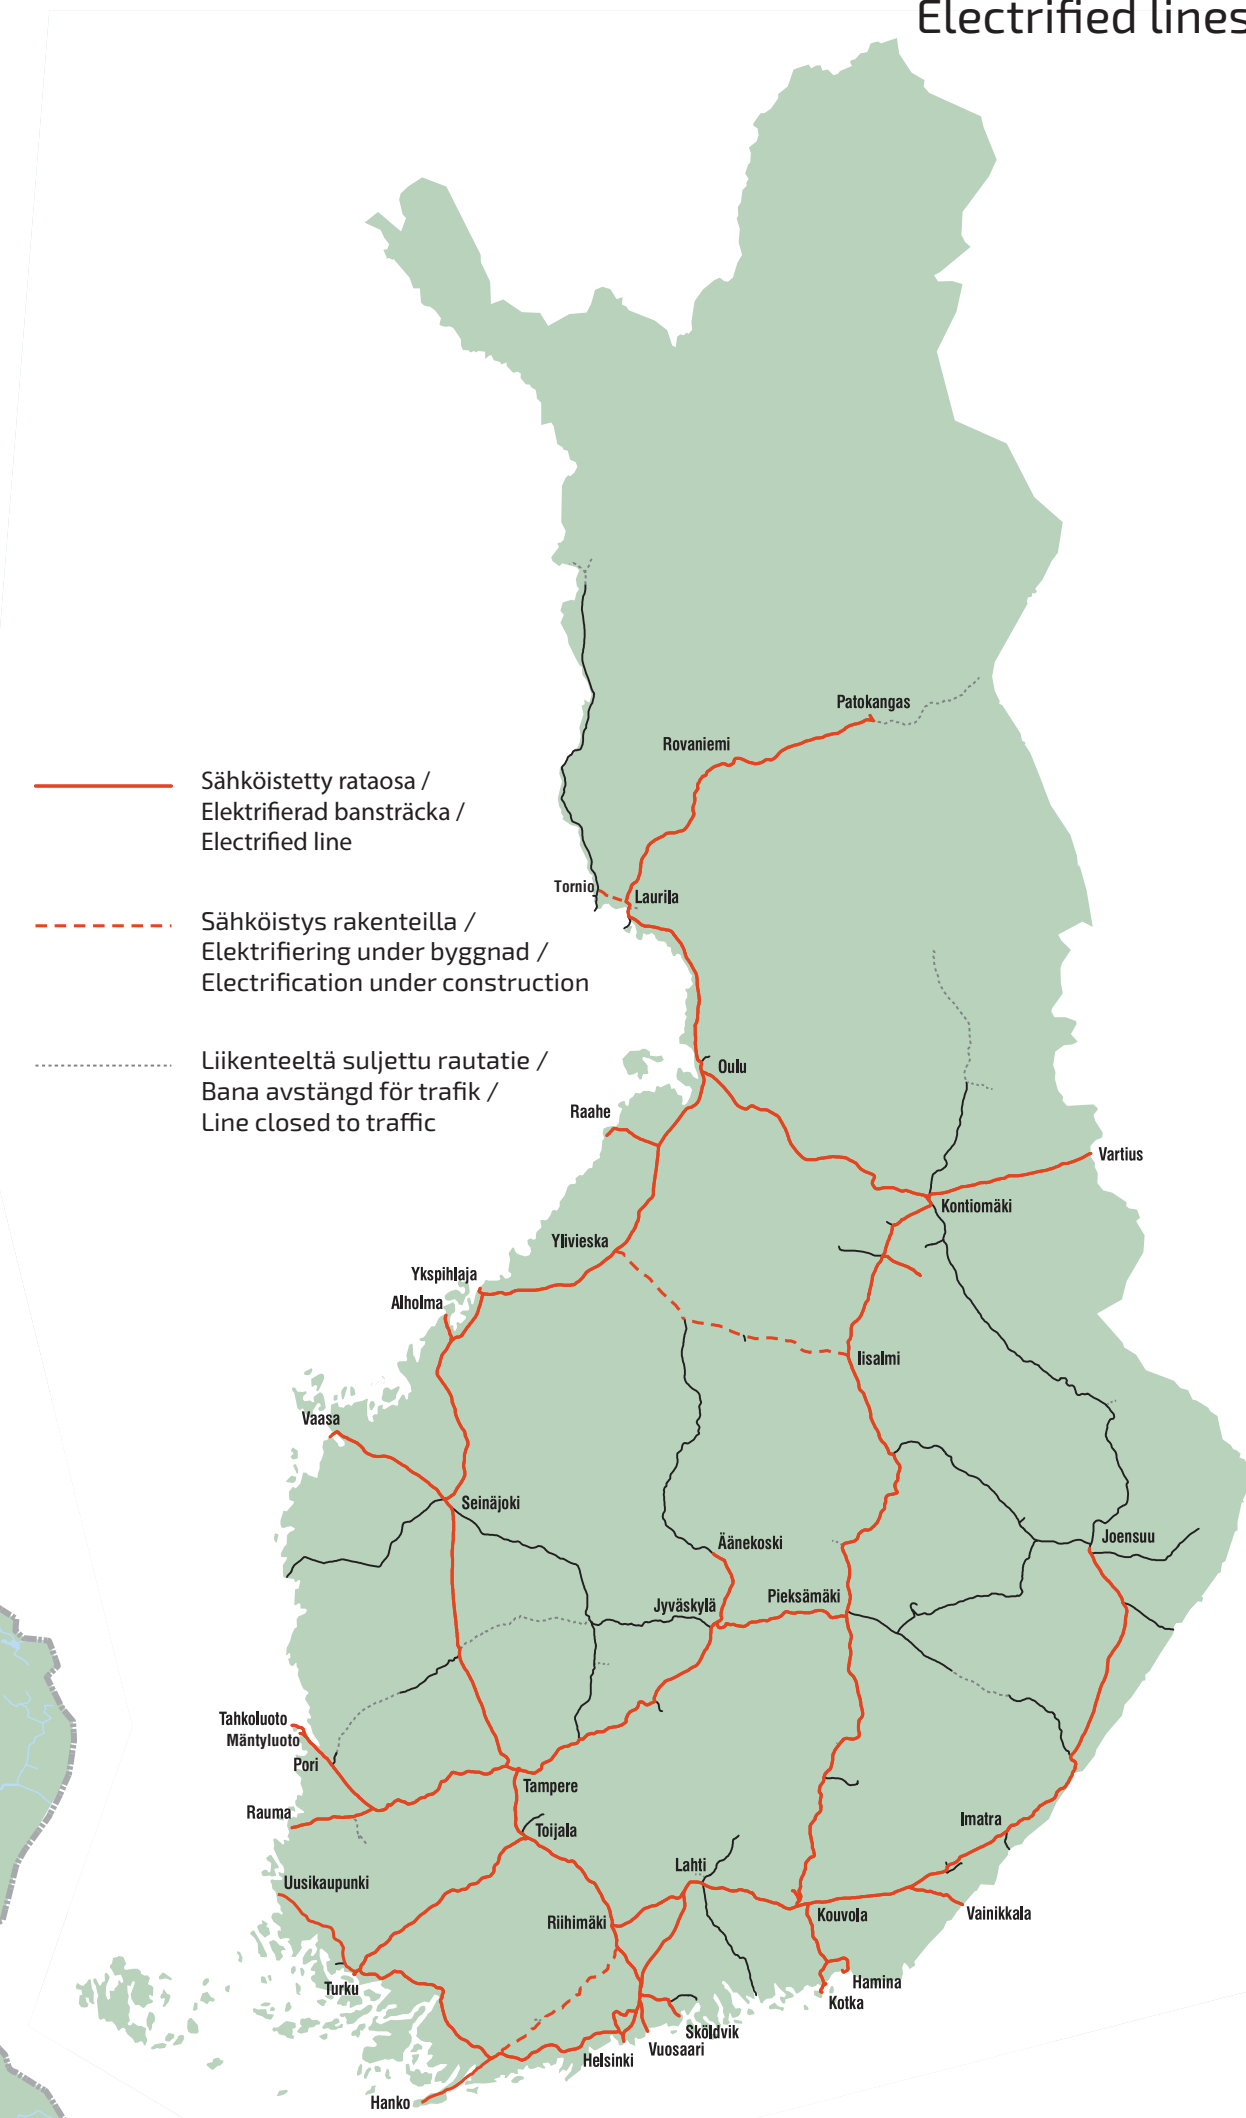 Electrified lines
Patokangas
Rovaniemi
Sähköistetty rataosa /
Elektrifierad bansträcka /
Electrified line
Tornio
Laurila
Sähköistys rakenteilla /
Elektrifiering under byggnad /
Electrification under construction
Liikenteeltä suljettu rautatie /
Bana avstängd för trafik /
Line closed to traffic
Oulu
Raahe
Vartius
Kontiomäki
Ylivieska
Ykspihlaja
Alholma
Iisalmi
Vaasa
Seinäjoki
Äänekoski
Joensuu
Jyväskylä
Pieksämäki
Tahkoluoto
Mäntyluoto
Pori
Tampere
Rauma
Imatra
Toijala
Lahti
Uusikaupunki
Riihimäki
Kouvola
Vainikkala
Turku
Hamina
Kotka
Sköldvik
Vuosaari
Helsinki
Hanko